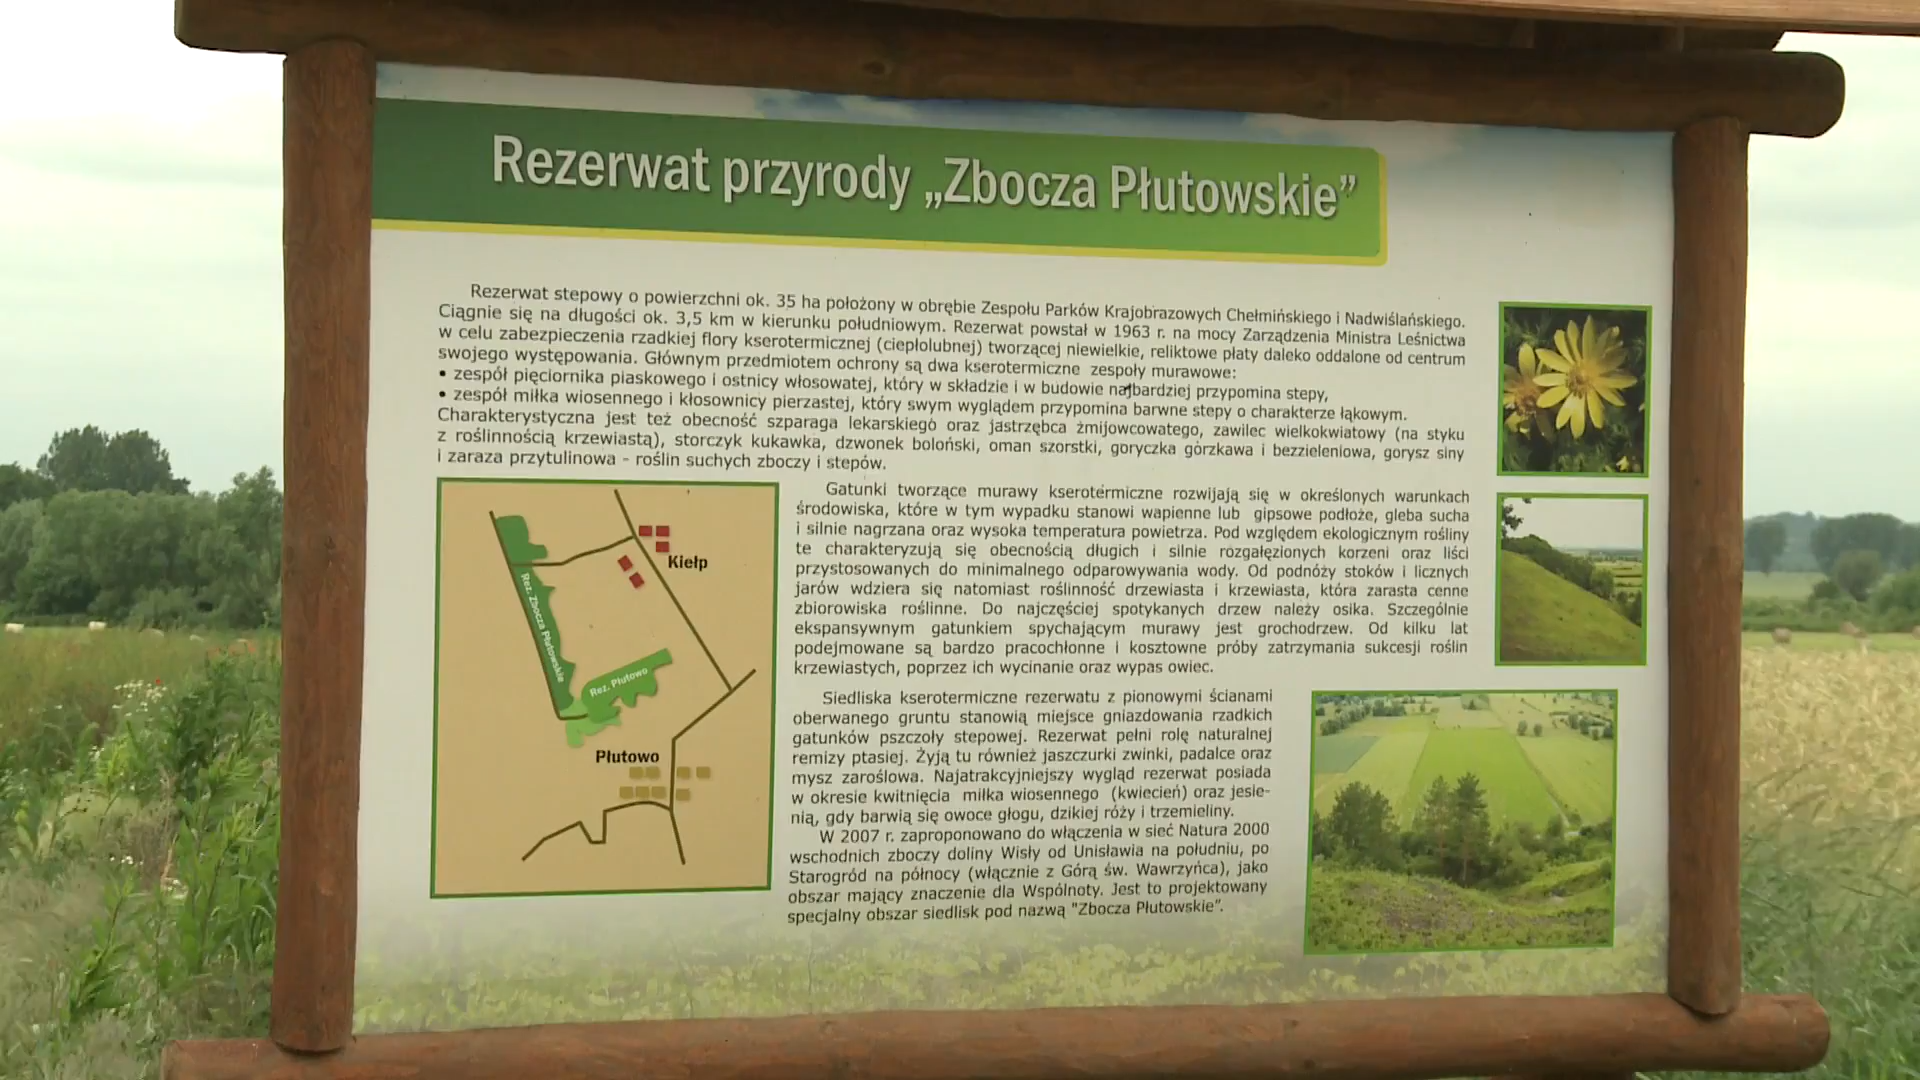 Rezerwat przyrody „Zbocza Płutowskie”
Rezerwat stepowy o powierzchni ok. 35 ha położony w obrębie Zespołu Parków Krajobrazowych Chełmińskiego i Nadwiślańskiego.
Ciągnie się na długości ok. 3,5 km w kierunku południowym. Rezerwat powstał w 1963 r. na mocy Zarządzenia Ministra Leśnictwa
w celu zabezpieczenia rzadkiej flory kserotermicznej (ciepłolubnej) tworzącej niewielkie, reliktowe płaty daleko oddalone od centrum
swojego występowania. Głównym przedmiotem ochrony są dwa kserotermiczne zespoły murawowe:
• zespół pięciornika piaskowego i ostnicy włosowatej, który w składzie i w budowie najbardziej przypomina stepy,
• zespół miłka wiosennego i kłosownicy pierzastej, który swym wyglądem przypomina barwne stepy o charakterze łąkowym.
Charakterystyczna jest też obecność szparaga lekarskiego oraz jastrzębca żmijowcowatego, zawilec wielkokwiatowy (na styku
z roślinnością krzewiastą), storczyk kukawka, dzwonek boloński, oman szorstki, goryczka górzkawa i bezzieleniowa, gorysz siny
i zaraza przytulinowa - roślin suchych zboczy i stepów.
Gatunki tworzące murawy kserotermiczne rozwijają się w określonych warunkach
środowiska, które w tym wypadku stanowi wapienne lub gipsowe podłoże, gleba sucha
i silnie nagrzana oraz wysoka temperatura powietrza. Pod względem ekologicznym rośliny
te charakteryzują się obecnością długich i silnie rozgałęzionych korzeni oraz liści
przystosowanych do minimalnego odparowywania wody. Od podnóży stoków i licznych
jarów wdziera się natomiast roślinność drzewiasta i krzewiasta, która zarasta cenne
zbiorowiska roślinne. Do najczęściej spotykanych drzew należy osika. Szczególnie
ekspansywnym gatunkiem spychającym murawy jest grochodrzew. Od kilku lat
podejmowane są bardzo pracochłonne i kosztowne próby zatrzymania sukcesji roślin
krzewiastych, poprzez ich wycinanie oraz wypas owiec.
Siedliska kserotermiczne rezerwatu z pionowymi ścianami
oberwanego gruntu stanowią miejsce gniazdowania rzadkich
gatunków pszczoły stepowej. Rezerwat pełni rolę naturalnej
remizy ptasiej. Żyją tu również jaszczurki zwinki, padalce oraz
mysz zaroślowa. Najatrakcyjniejszy wygląd rezerwat posiada
w okresie kwitnięcia miłka wiosennego (kwiecień) oraz jesie-
nią, gdy barwią się owoce głogu, dzikiej róży i trzemieliny.
W 2007 r. zaproponowano do włączenia w sieć Natura 2000
wschodnich zboczy doliny Wisły od Unisławia na południu, po
Starogród na północy (włącznie z Górą św. Wawrzyńca), jako
obszar mający znaczenie dla Wspólnoty. Jest to projektowany
specjalny obszar siedlisk pod nazwą "Zbocza Płutowskie".
Kiełp
Rez. Zbocza Płutowskie
Rez. Płutowo
Płutowo